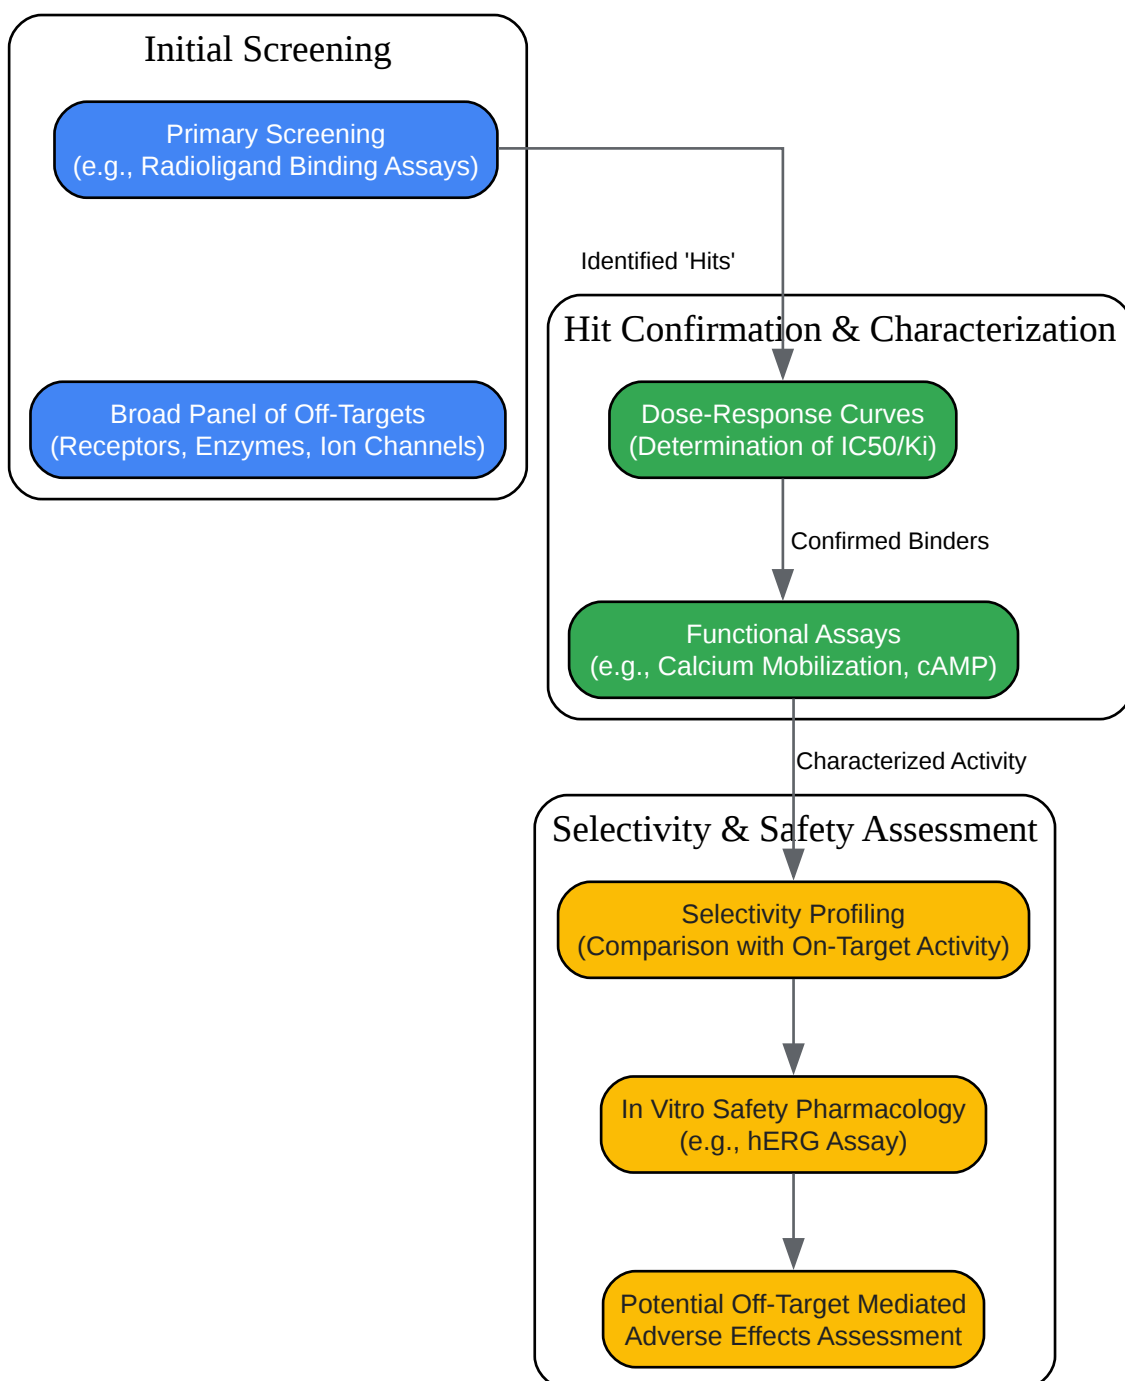 Initial Screening
Primary Screening
(e.g., Radioligand Binding Assays)
Broad Panel of Off-Targets
(Receptors, Enzymes, Ion Channels)
Identified 'Hits'
Hit Confirmation & Characterization
Dose-Response Curves
(Determination of IC50/Ki)
Confirmed Binders
Functional Assays
(e.g., Calcium Mobilization, cAMP)
Characterized Activity
Selectivity & Safety Assessment
Selectivity Profiling
(Comparison with On-Target Activity)
In Vitro Safety Pharmacology
(e.g., hERG Assay)
Potential Off-Target Mediated
Adverse Effects Assessment